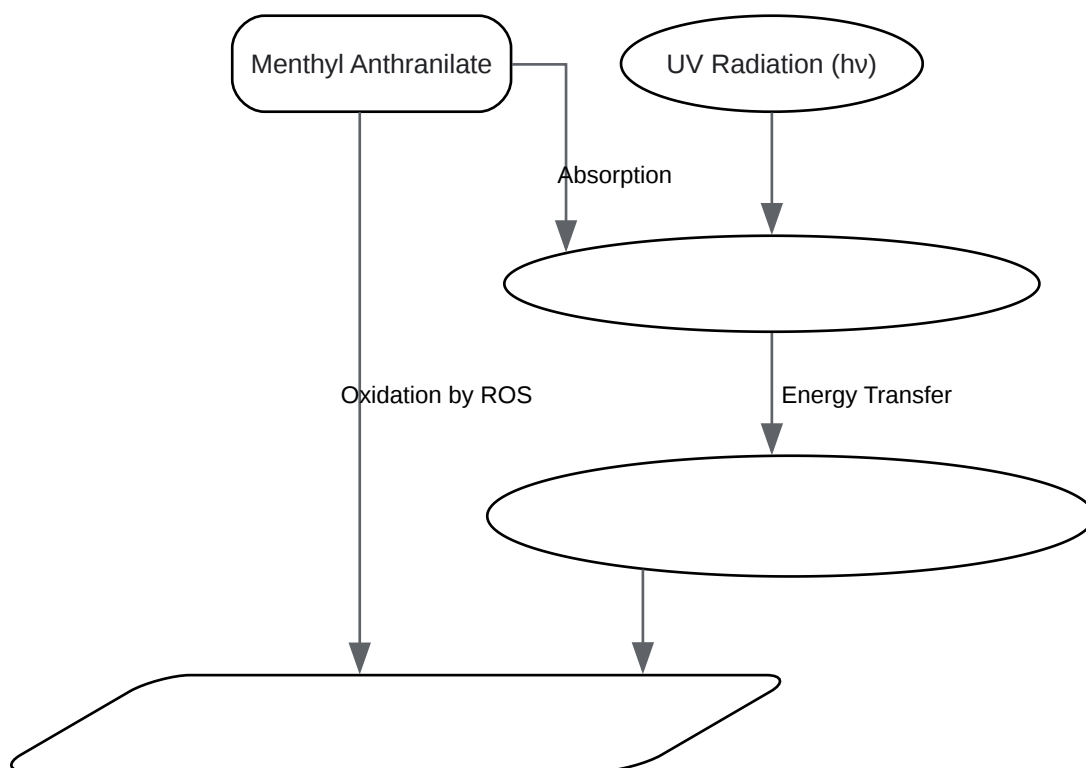 Menthyl Anthranilate
UV Radiation (hν)
Absorption
Oxidation by ROS
Energy Transfer